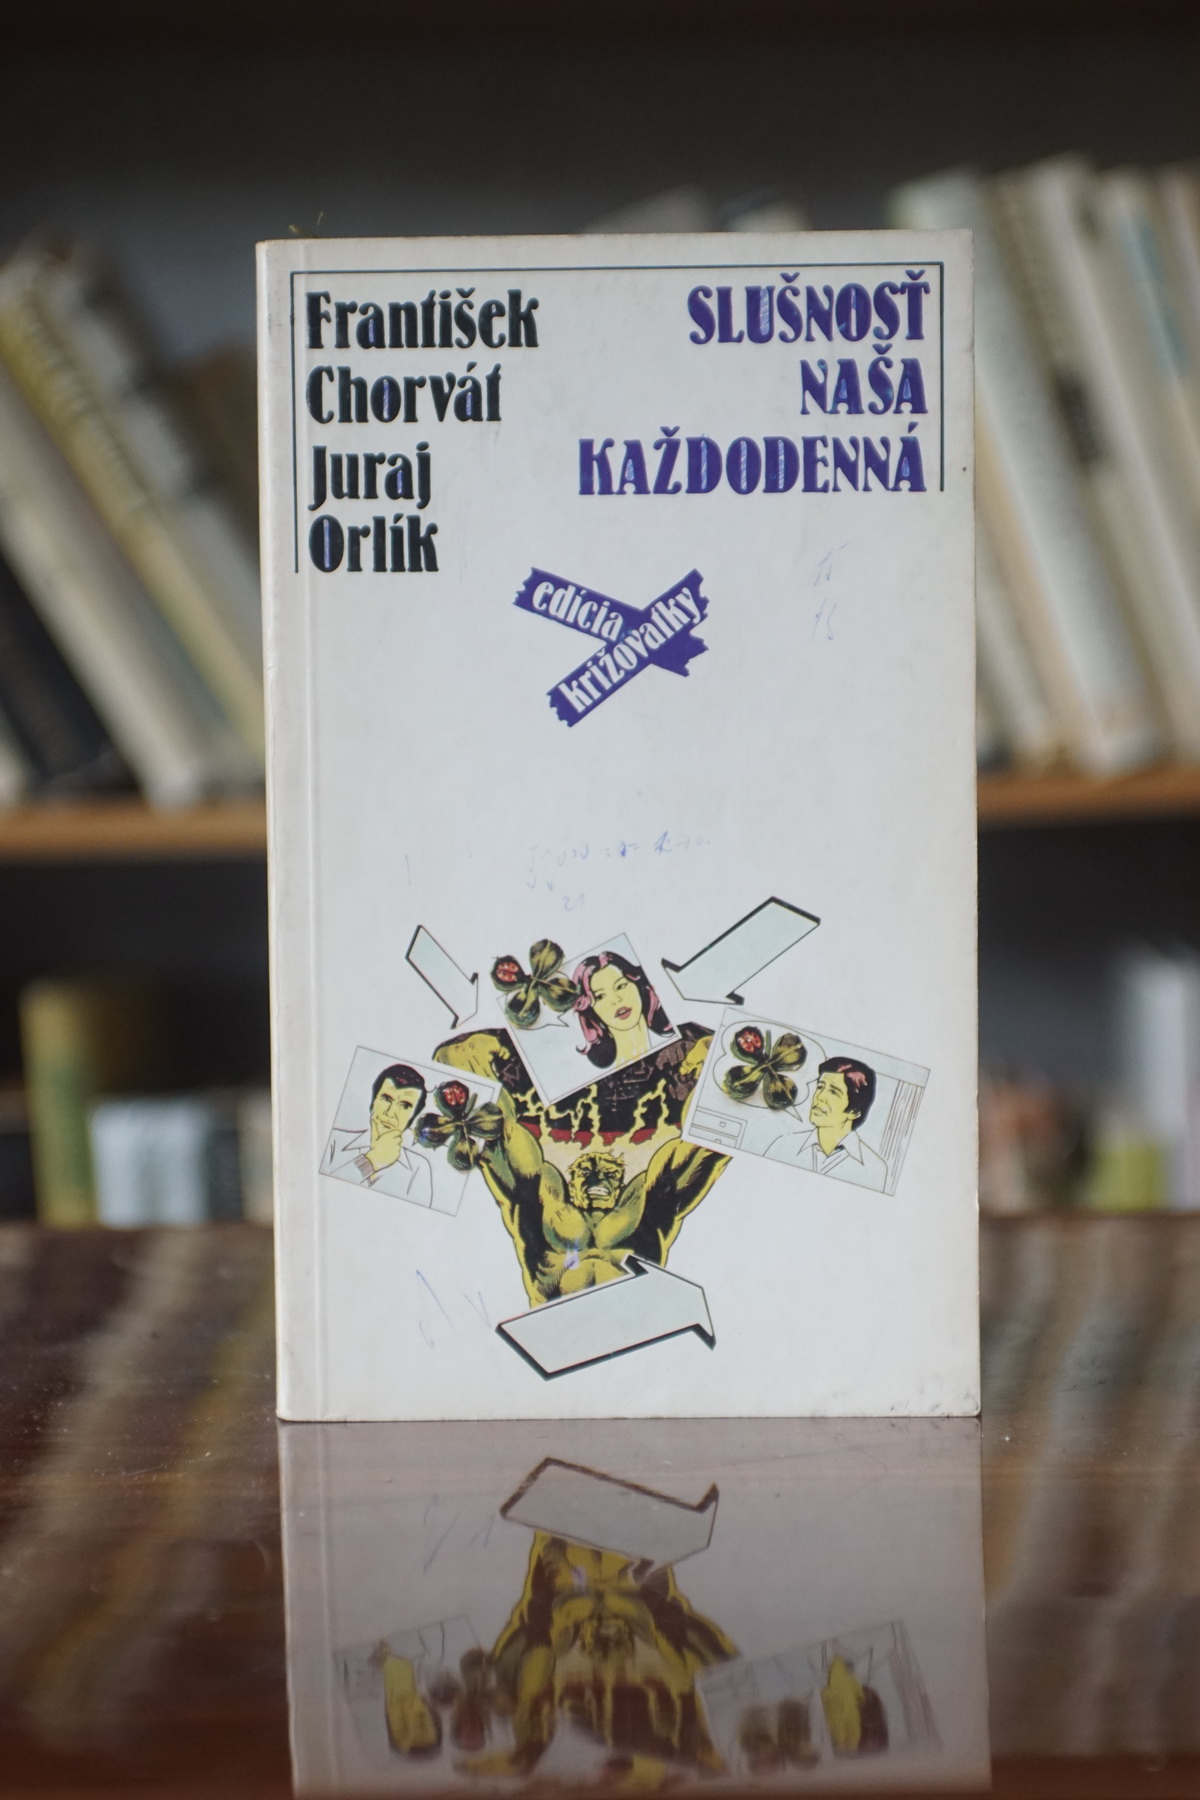 František
Chorvát
Juraj
Orlík
SLUŠNOSŤ
NAŠA
KAŽDODENNÁ
edícia
križovatky